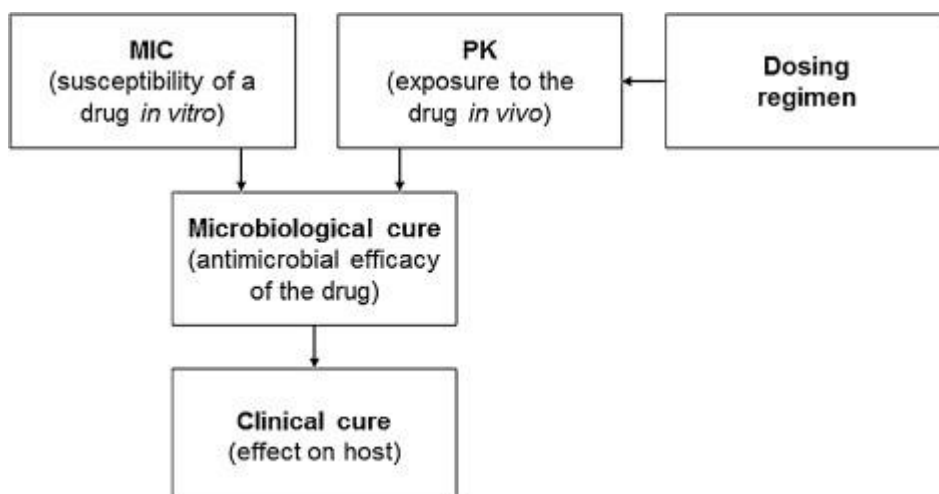 MIC
(susceptibility of a
drug in vitro)
PK
(exposure to the
drug in vivo)
Dosing
regimen
Microbiological cure
(antimicrobial efficacy
of the drug)
Clinical cure
(effect on host)